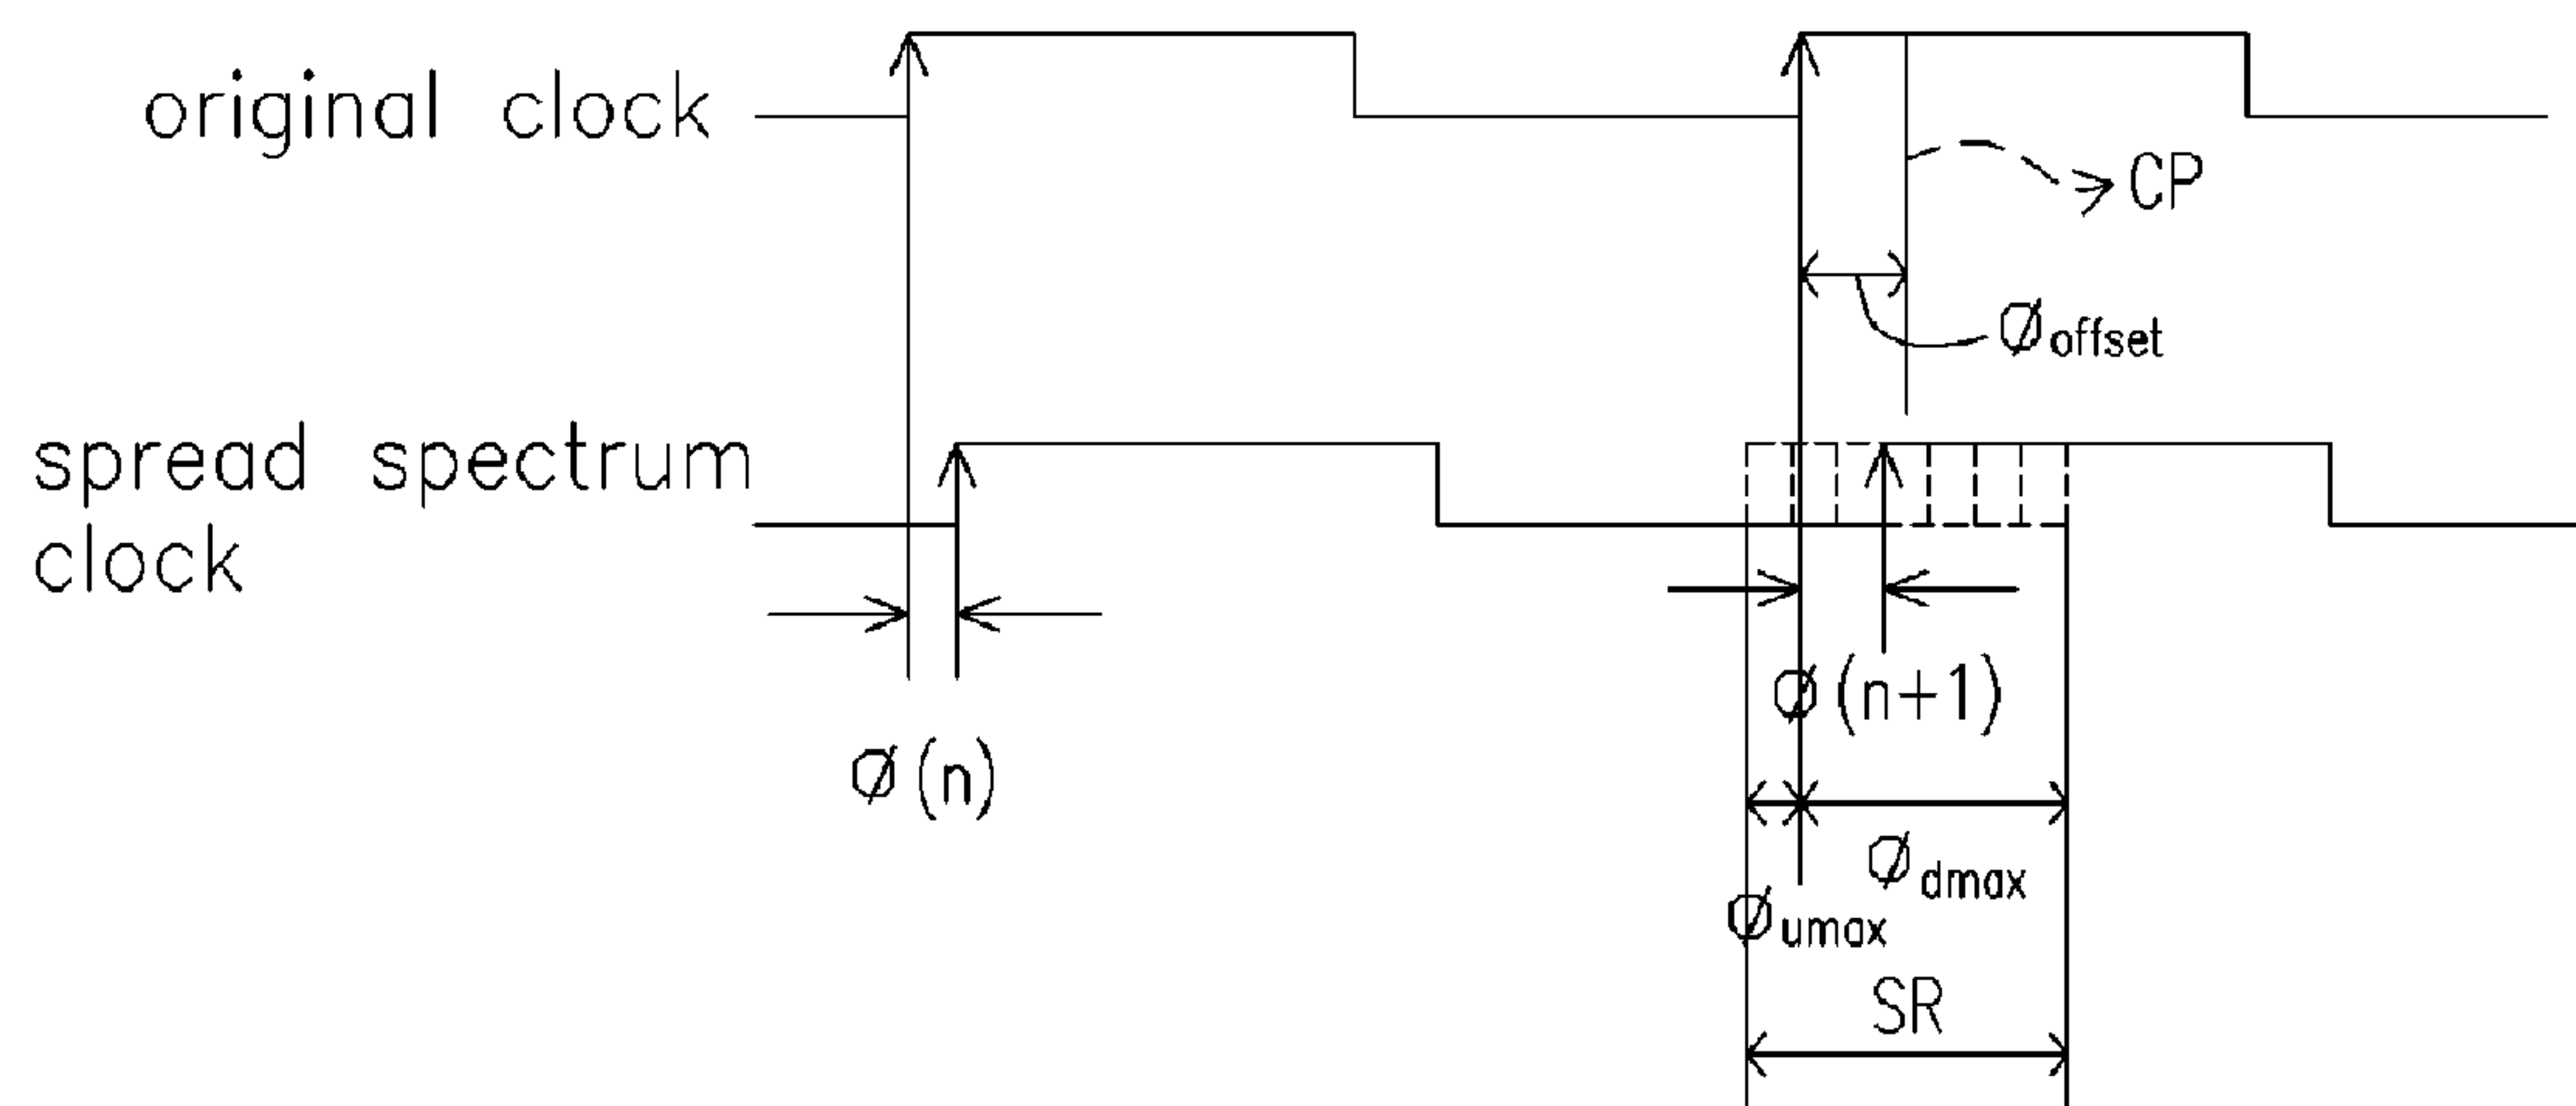 original clock
CP
Øoffset
spread spectrum
clock
Ø(n+1)
Ø(n)
Ødmax
Øumax
SR